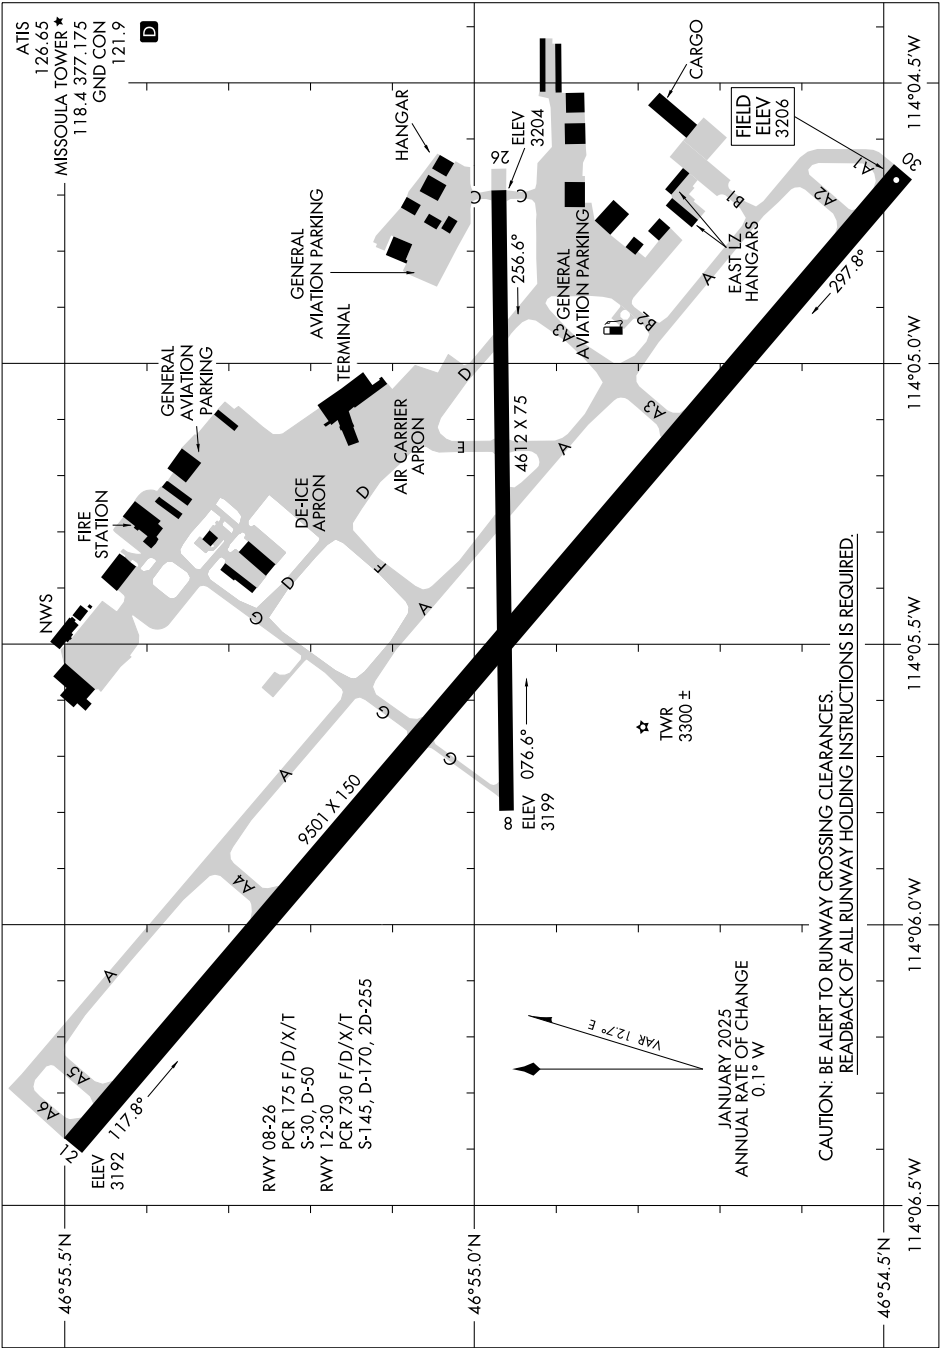 ATIS
126.65
MISSOULA TOWER★
118.4 377.175
GND CON
121.9
D
46°55.5'N
46°55.0'N
46°54.5'N
114°06.5'W
114°06.0'W
114°05.5'W
114°05.0'W
114°04.5'W
NWS
FIRE
STATION
GENERAL
AVIATION
PARKING
TERMINAL
GENERAL
AVIATION PARKING
HANGAR
DE-ICE
APRON
AIR CARRIER
APRON
CARGO
FIELD
ELEV
3206
ELEV
3204
26
GENERAL
AVIATION PARKING
EAST LZ
HANGARS
12
ELEV
3192
117.8°
9501 X 150
297.8°
30
8
ELEV
3199
076.6°
4612 X 75
256.6°
A6
A5
A
A4
A
G
G
G
D
F
A
D
E
D
A
A3
A3
C
C
B2
A
B1
A2
A1
TWR
3300 ±
RWY 08-26
PCR 175 F/D/X/T
S-30, D-50
RWY 12-30
PCR 730 F/D/X/T
S-145, D-170, 2D-255
VAR 12.7° E
JANUARY 2025
ANNUAL RATE OF CHANGE
0.1° W
CAUTION: BE ALERT TO RUNWAY CROSSING CLEARANCES.
READBACK OF ALL RUNWAY HOLDING INSTRUCTIONS IS REQUIRED.